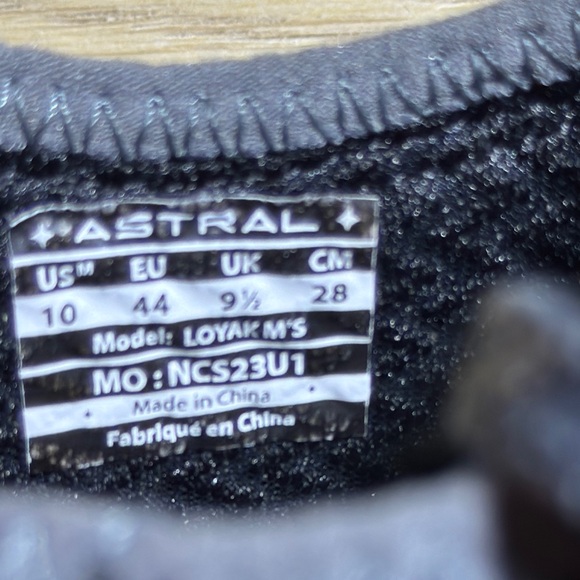 ASTRAL
USᴹ EU UK CM
10 44 9½ 28
Model: LOYAK M'S
MO: NCS23U1
Made in China
Fabriqué en China